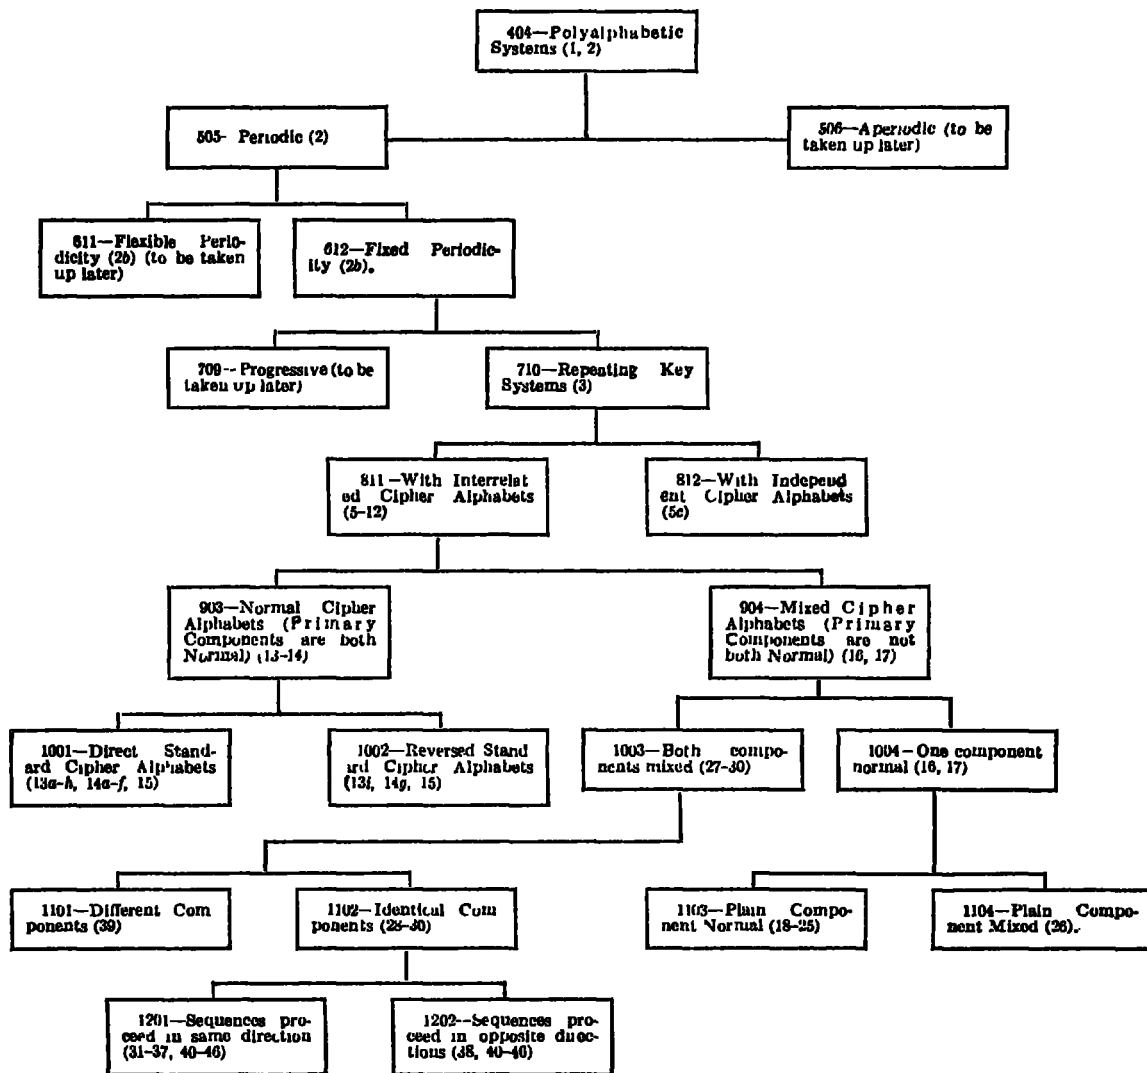 404—Polyalphabetic
Systems (1, 2)
505- Periodic (2)
506—Aperiodic (to be
taken up later)
611—Flexible Perio-
dicity (2b) (to be taken
up later)
612—Fixed Periodic-
ity (2b).
709--Progressive (to be
taken up later)
710—Repeating Key
Systems (3)
811—With Interrelat
ed Cipher Alphabets
(5-12)
812—With Independ
ent Cipher Alphabets
(5c)
903—Normal Cipher
Alphabets (Primary
Components are both
Normal) (13-14)
904—Mixed Cipher
Alphabets (Primary
Components are not
both Normal) (16, 17)
1001—Direct Stand-
ard Cipher Alphabets
(13a-h, 14a-f, 15)
1002—Reversed Stand
ard Cipher Alphabets
(13i, 14g, 15)
1003—Both compo-
nents mixed (27-30)
1004—One component
normal (16, 17)
1101—Different Com
ponents (39)
1102—Identical Com
ponents (28-30)
1103—Plain Compo-
nent Normal (18-25)
1104—Plain Compo-
nent Mixed (26).
1201—Sequences pro-
ceed in same direction
(31-37, 40-46)
1202—Sequences pro-
ceed in opposite direc-
tions (38, 40-46)